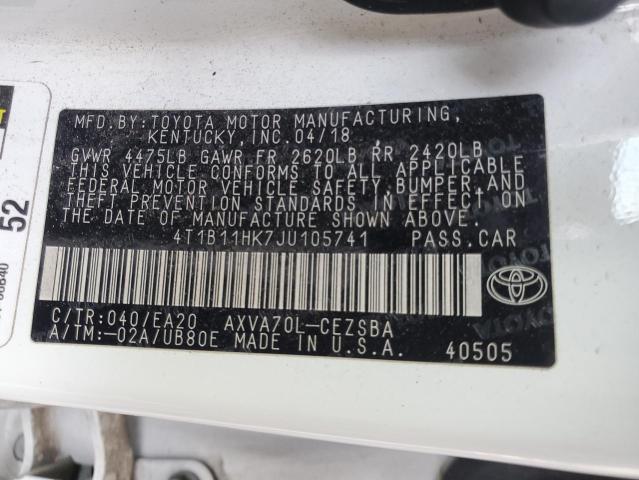 MFD.BY:TOYOTA MOTOR MANUFACTURING,
KENTUCKY, INC. 04/18
GVWR 4475LB GAWR FR 2620LB RR 2420LB
THIS VEHICLE CONFORMS TO ALL APPLICABLE
FEDERAL MOTOR VEHICLE SAFETY, BUMPER, AND
THEFT PREVENTION STANDARDS IN EFFECT ON
THE DATE OF MANUFACTURE SHOWN ABOVE.
4T1B11HK7JU105741 PASS.CAR
C/TR:040/EA20 AXVA70L-CEZSBA
A/TM:-02A/UB80E MADE IN U.S.A. 40505
52